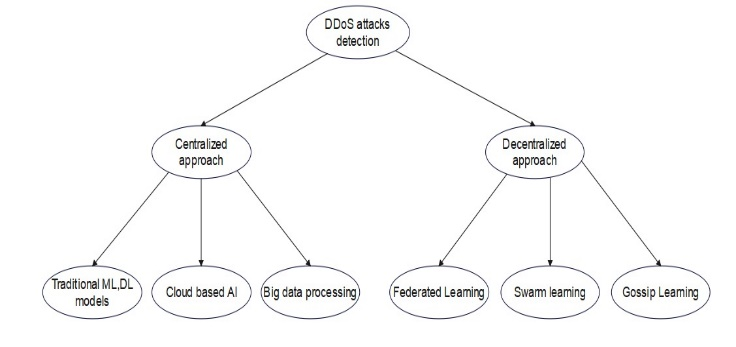 DDoS attacks
detection
Centralized
approach
Decentralized
approach
Traditional ML,DL
models
Cloud based AI
Big data processing
Federated Learning
Swarm learning
Gossip Learning